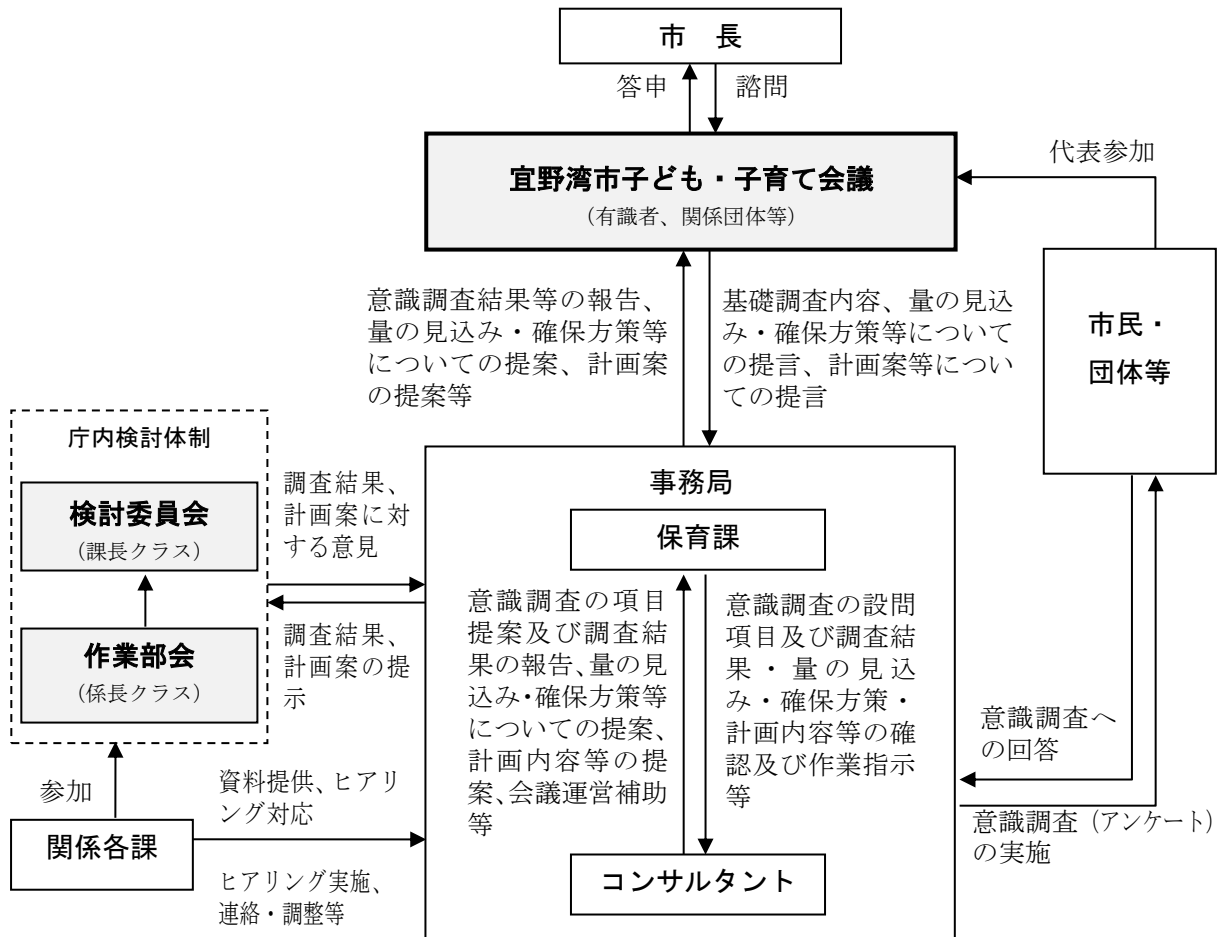 市　長
答申
諮問
宜野湾市子ども・子育て会議
（有識者、関係団体等）
代表参加
市民・
団体等
意識調査結果等の報告、
量の見込み・確保方策等
についての提案、計画案
の提案等
基礎調査内容、量の見込
み・確保方策等について
の提言、計画案等につい
ての提言
庁内検討体制
検討委員会
（課長クラス）
作業部会
（係長クラス）
調査結果、
計画案に対
する意見
調査結果、
計画案の提
示
事務局
保育課
意識調査の項目
提案及び調査結
果の報告、量の見
込み・確保方策等
についての提案、
計画内容等の提
案、会議運営補助
等
意識調査の設問
項目及び調査結
果・量の見込
み・確保方策・
計画内容等の確
認及び作業指示
等
コンサルタント
意識調査へ
の回答
意識調査（アンケート）
の実施
参加
関係各課
資料提供、ヒアリ
ング対応
ヒアリング実施、
連絡・調整等